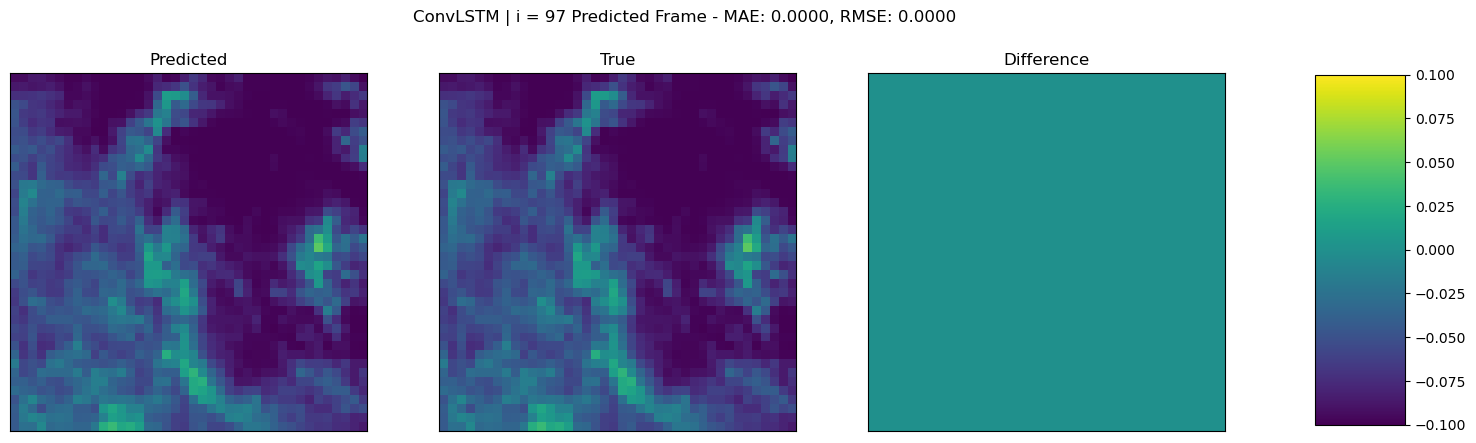 ConvLSTM | i = 97 Predicted Frame - MAE: 0.0000, RMSE: 0.0000
Predicted
True
Difference
0.100
0.075
0.050
0.025
0.000
−0.025
−0.050
−0.075
−0.100